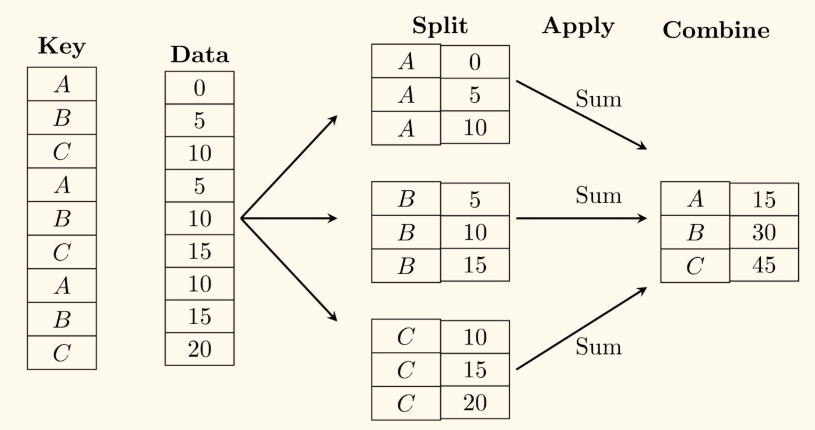 Key
A
B
C
A
B
C
A
B
C
Data
0
5
10
5
10
15
10
15
20
Split
A 0
A 5
A 10
B 5
B 10
B 15
C 10
C 15
C 20
Apply
Sum
Sum
Sum
Combine
A 15
B 30
C 45